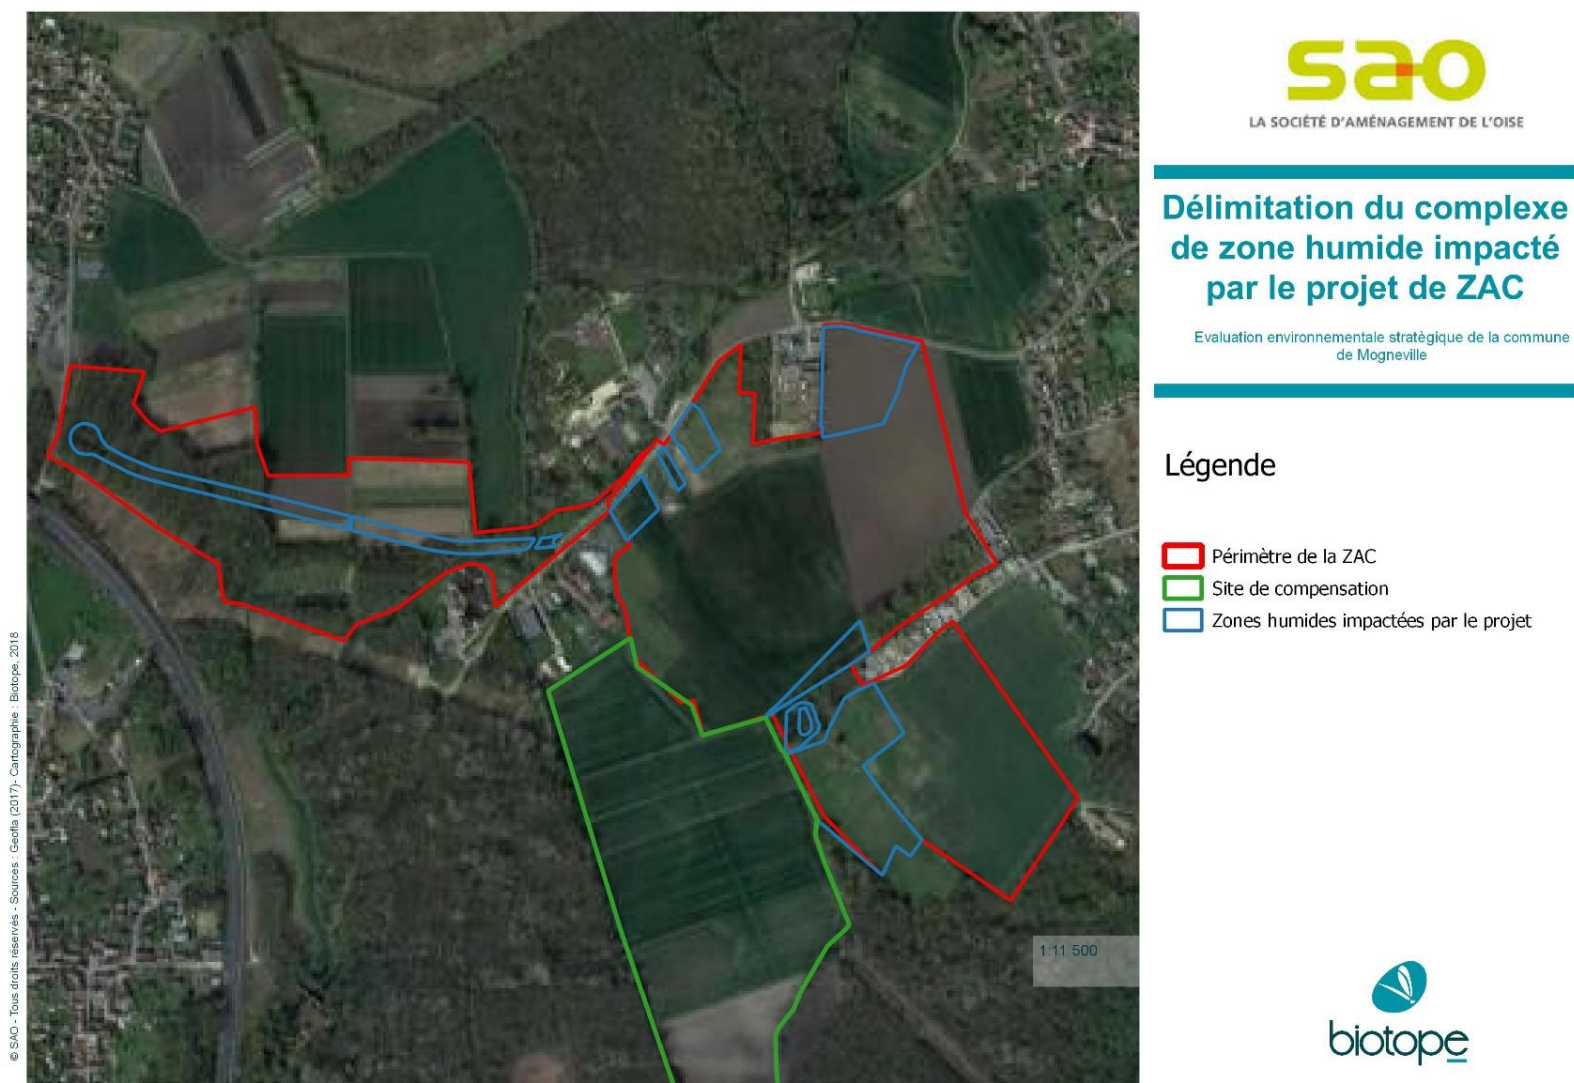 sao
LA SOCIÉTÉ D'AMÉNAGEMENT DE L'OISE
Délimitation du complexe
de zone humide impacté
par le projet de ZAC
Evaluation environnementale stratégique de la commune
de Mogneville
Légende
Périmètre de la ZAC
Site de compensation
Zones humides impactées par le projet
1:11 500
biotope
© SAO - Tous droits réservés - Sources : Geofla (2017)- Cartographie : Biotope, 2018